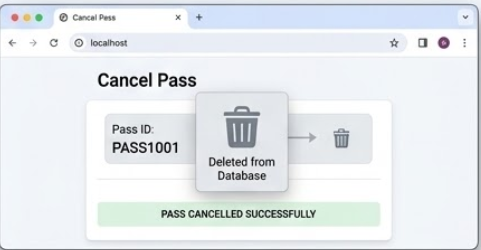 Cancel Pass
localhost
Cancel Pass
Pass ID:
PASS1001
Deleted from
Database
PASS CANCELLED SUCCESSFULLY